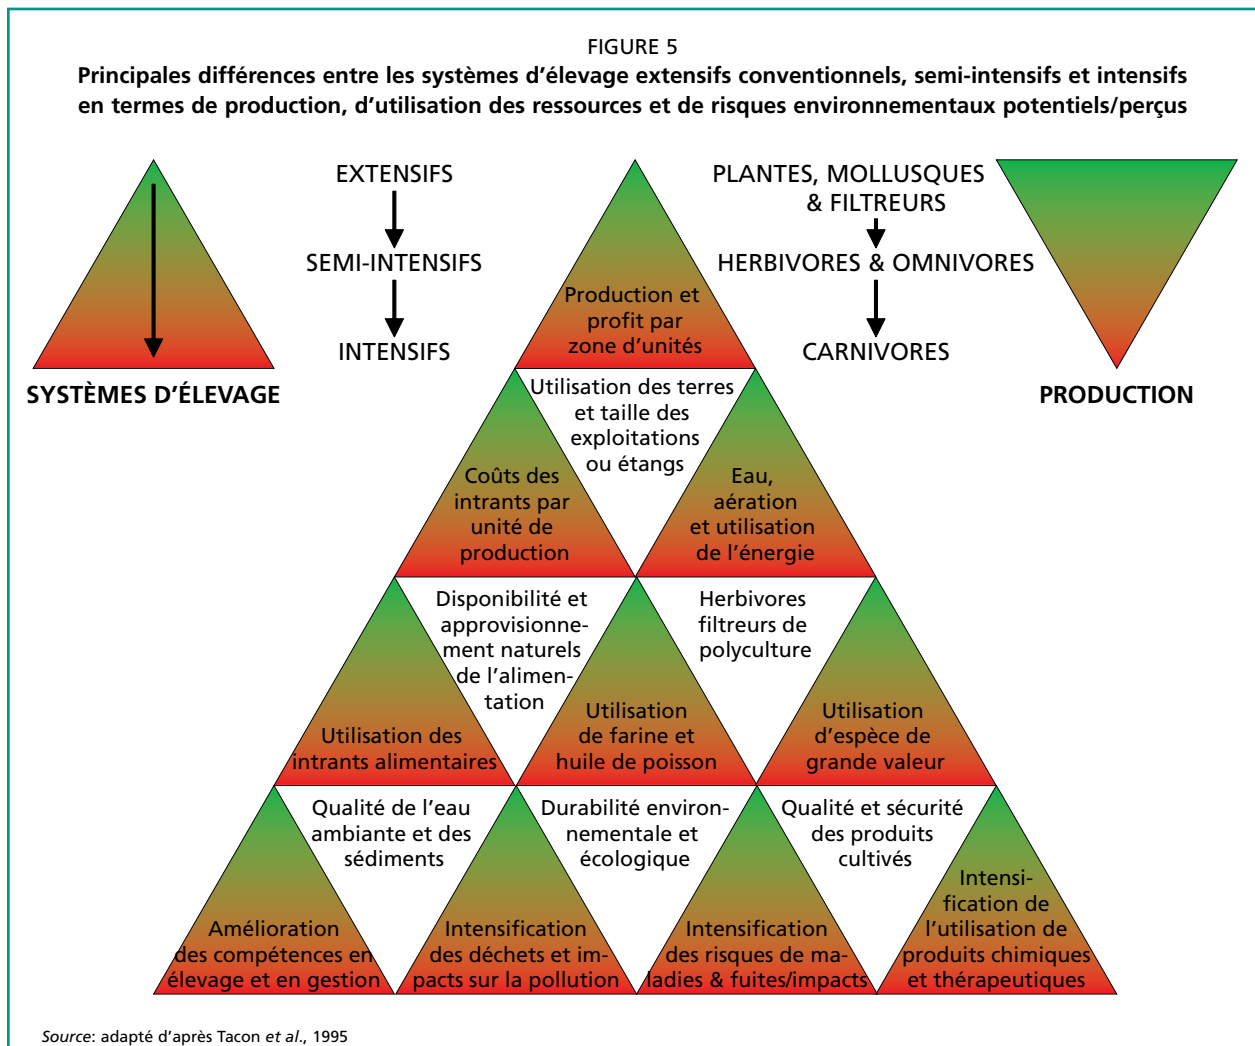 FIGURE 5
Principales différences entre les systèmes d'élevage extensifs conventionnels, semi-intensifs et intensifs
en termes de production, d'utilisation des ressources et de risques environnementaux potentiels/perçus
EXTENSIFS
SEMI-INTENSIFS
INTENSIFS
SYSTÈMES D'ÉLEVAGE
PLANTES, MOLLUSQUES
& FILTREURS
HERBIVORES & OMNIVORES
CARNIVORES
PRODUCTION
Production et
profit par
zone d'unités
Utilisation des terres
et taille des
exploitations
ou étangs
Coûts des
intrants par
unité de
production
Eau,
aération
et utilisation
de l'énergie
Disponibilité et
approvisionne-
ment naturels
de l'alimen-
tation
Herbivores
filtreurs de
polyculture
Utilisation des
intrants alimentaires
Utilisation
de farine et
huile de poisson
Utilisation
d'espèce de
grande valeur
Qualité de l'eau
ambiante et des
sédiments
Durabilité environ-
nementale et
écologique
Qualité et sécurité
des produits
cultivés
Amélioration
des compétences en
élevage et en gestion
Intensification
des déchets et im-
pacts sur la pollution
Intensification
des risques de ma-
ladies & fuites/impacts
Intensi-
fication de
l'utilisation de
produits chimiques
et thérapeutiques
Source: adapté d'après Tacon et al., 1995